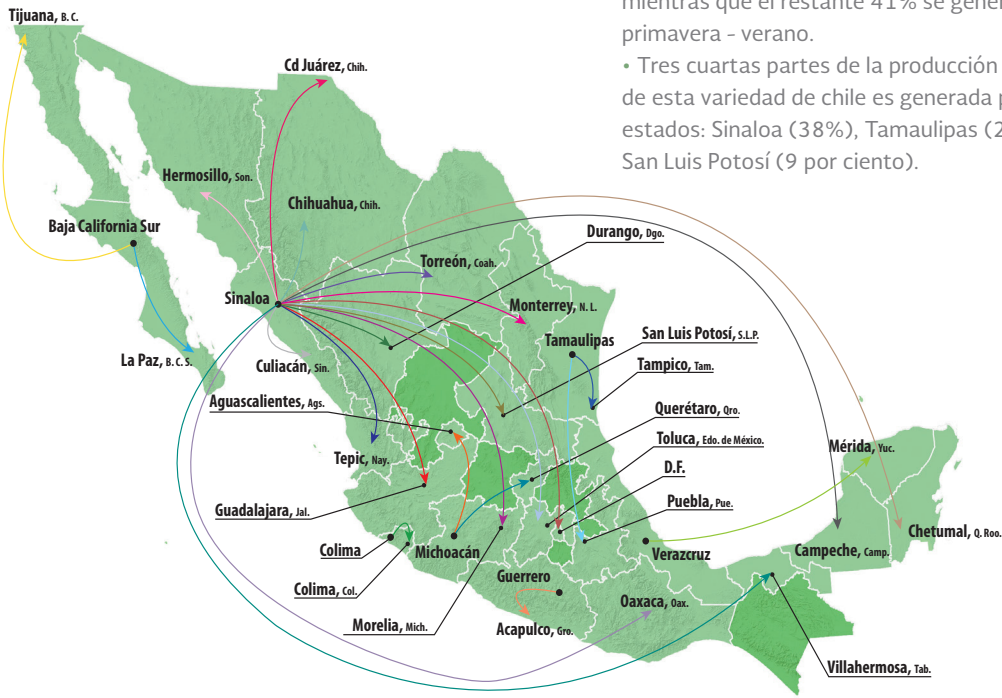 mientras que el restante 41% se gener
primavera - verano.
• Tres cuartas partes de la producción
de esta variedad de chile es generada p
estados: Sinaloa (38%), Tamaulipas (2
San Luis Potosí (9 por ciento).
Tijuana, B. C.
Cd Juárez, Chih.
Hermosillo, Son.
Chihuahua, Chih.
Baja California Sur
Durango, Dgo.
Torreón, Coah.
Sinaloa
Monterrey, N. L.
San Luis Potosí, S.L.P.
Tamaulipas
La Paz, B. C. S.
Culiacán, Sin.
Tampico, Tam.
Aguascalientes, Ags.
Querétaro, Qro.
Toluca, Edo. de México.
Mérida, Yuc.
Tepic, Nay.
D.F.
Puebla, Pue.
Guadalajara, Jal.
Chetumal, Q. Roo.
Colima
Michoacán
Verazcruz
Campeche, Camp.
Guerrero
Colima, Col.
Oaxaca, Oax.
Morelia, Mich.
Acapulco, Gro.
Villahermosa, Tab.